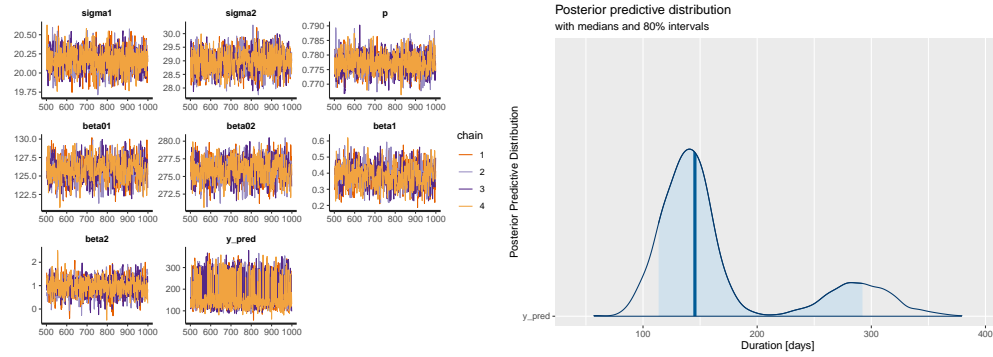 sigma1
sigma2
p
20.50
20.25
20.00
19.75
30.0
29.5
29.0
28.5
28.0
0.790
0.785
0.780
0.775
0.770
500 600 700 800 900 1000
500 600 700 800 900 1000
500 600 700 800 900 1000
beta01
beta02
beta1
130.0
127.5
125.0
122.5
280.0
277.5
275.0
272.5
0.6
0.5
0.4
0.3
0.2
500 600 700 800 900 1000
500 600 700 800 900 1000
500 600 700 800 900 1000
chain
1
2
3
4
beta2
y_pred
2
1
0
300
200
100
500 600 700 800 900 1000
500 600 700 800 900 1000
Posterior predictive distribution
with medians and 80% intervals
Posterior Predictive Distribution
y_pred
100 200 300 400
Duration [days]